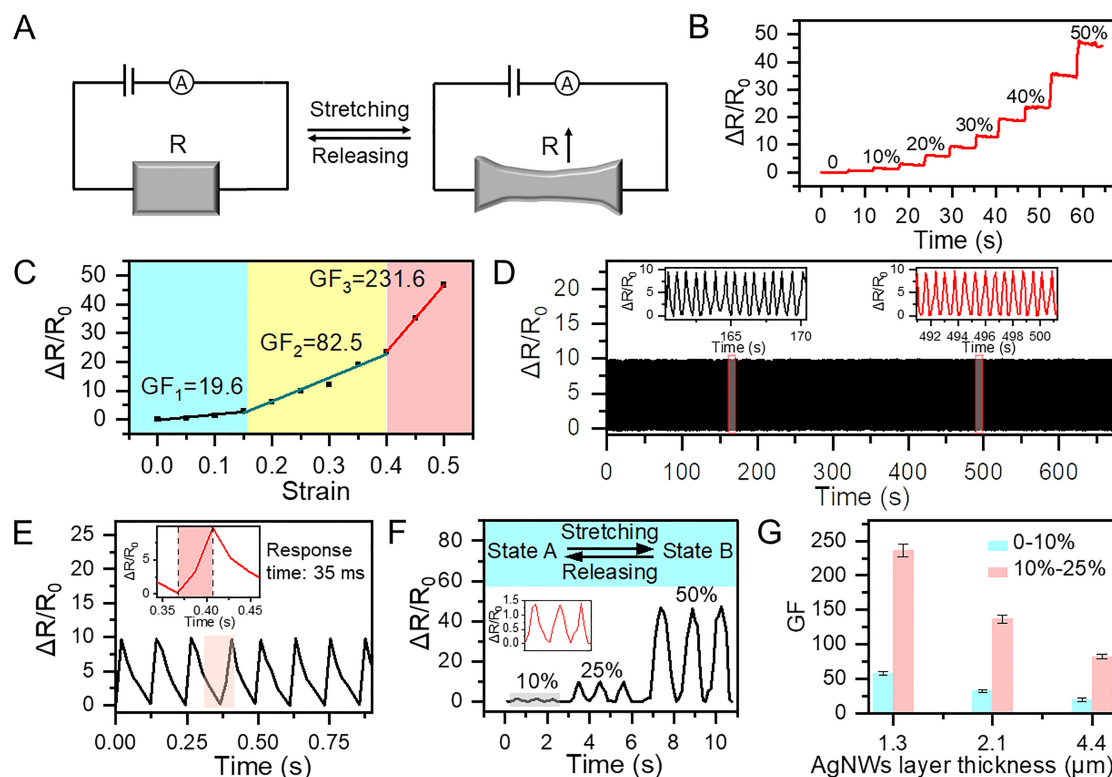 A
A
Stretching
Releasing
R
A
R
B
ΔR/R0
50
40
30
20
10
0
0
10%
20%
30%
40%
50%
0 10 20 30 40 50 60
Time (s)
C
ΔR/R0
50
40
30
20
10
0
GF1=19.6
GF2=82.5
GF3=231.6
0.0 0.1 0.2 0.3 0.4 0.5
Strain
D
ΔR/R0
20
15
10
5
0
ΔR/R0
10
5
0
165 170
Time (s)
ΔR/R0
10
5
0
492 494 496 498 500
Time (s)
0 100 200 300 400 500 600
Time (s)
E
ΔR/R0
25
20
15
10
5
0
ΔR/R0
5
0
0.35 0.40 0.45
Time (s)
Response
time: 35 ms
0.00 0.25 0.50 0.75
Time (s)
F
ΔR/R0
80
60
40
20
0
Stretching
State A State B
Releasing
ΔR/R0
1.5
1.0
0.5
0.0
10%
25%
50%
0 2 4 6 8 10
Time (s)
G
GF
250
200
150
100
50
0
0-10%
10%-25%
1.3 2.1 4.4
AgNWs layer thickness (μm)